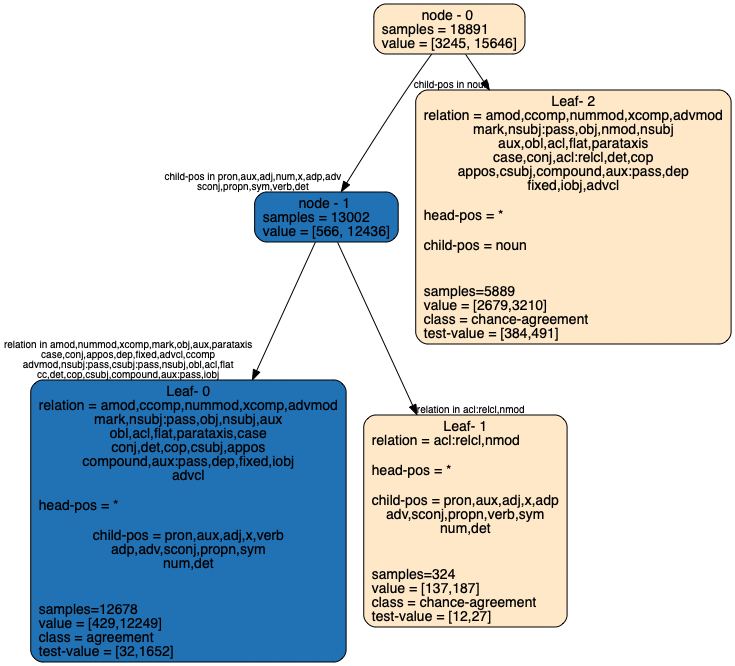 node - 0
samples = 18891
value = [3245, 15646]
child-pos in noun
Leaf- 2
relation = amod,ccomp,nummod,xcomp,advmod
mark,nsubj:pass,obj,nmod,nsubj
aux,obl,acl,flat,parataxis
case,conj,acl:relcl,det,cop
appos,csubj,compound,aux:pass,dep
fixed,iobj,advcl
head-pos = *
child-pos = noun
samples=5889
value = [2679,3210]
class = chance-agreement
test-value = [384,491]
child-pos in pron,aux,adj,num,x,adp,adv
sconj,propn,sym,verb,det
node - 1
samples = 13002
value = [566, 12436]
relation in amod,nummod,xcomp,mark,obj,aux,parataxis
case,conj,appos,dep,fixed,advcl,ccomp
advmod,nsubj:pass,csubj:pass,nsubj,obl,acl,flat
cc,det,cop,csubj,compound,aux:pass,iobj
Leaf- 0
relation = amod,ccomp,nummod,xcomp,advmod
mark,nsubj:pass,obj,nsubj,aux
obl,acl,flat,parataxis,case
conj,det,cop,csubj,appos
compound,aux:pass,dep,fixed,iobj
advcl
head-pos = *
child-pos = pron,aux,adj,x,verb
adp,adv,sconj,propn,sym
num,det
samples=12678
value = [429,12249]
class = agreement
test-value = [32,1652]
relation in acl:relcl,nmod
Leaf- 1
relation = acl:relcl,nmod
head-pos = *
child-pos = pron,aux,adj,x,adp
adv,sconj,propn,verb,sym
num,det
samples=324
value = [137,187]
class = chance-agreement
test-value = [12,27]